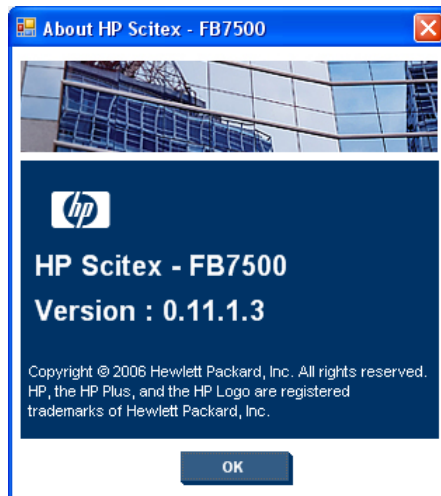 About HP Scitex - FB7500
hp
HP Scitex - FB7500
Version : 0.11.1.3
Copyright © 2006 Hewlett Packard, Inc. All rights reserved.
HP, the HP Plus, and the HP Logo are registered
trademarks of Hewlett Packard, Inc.
OK